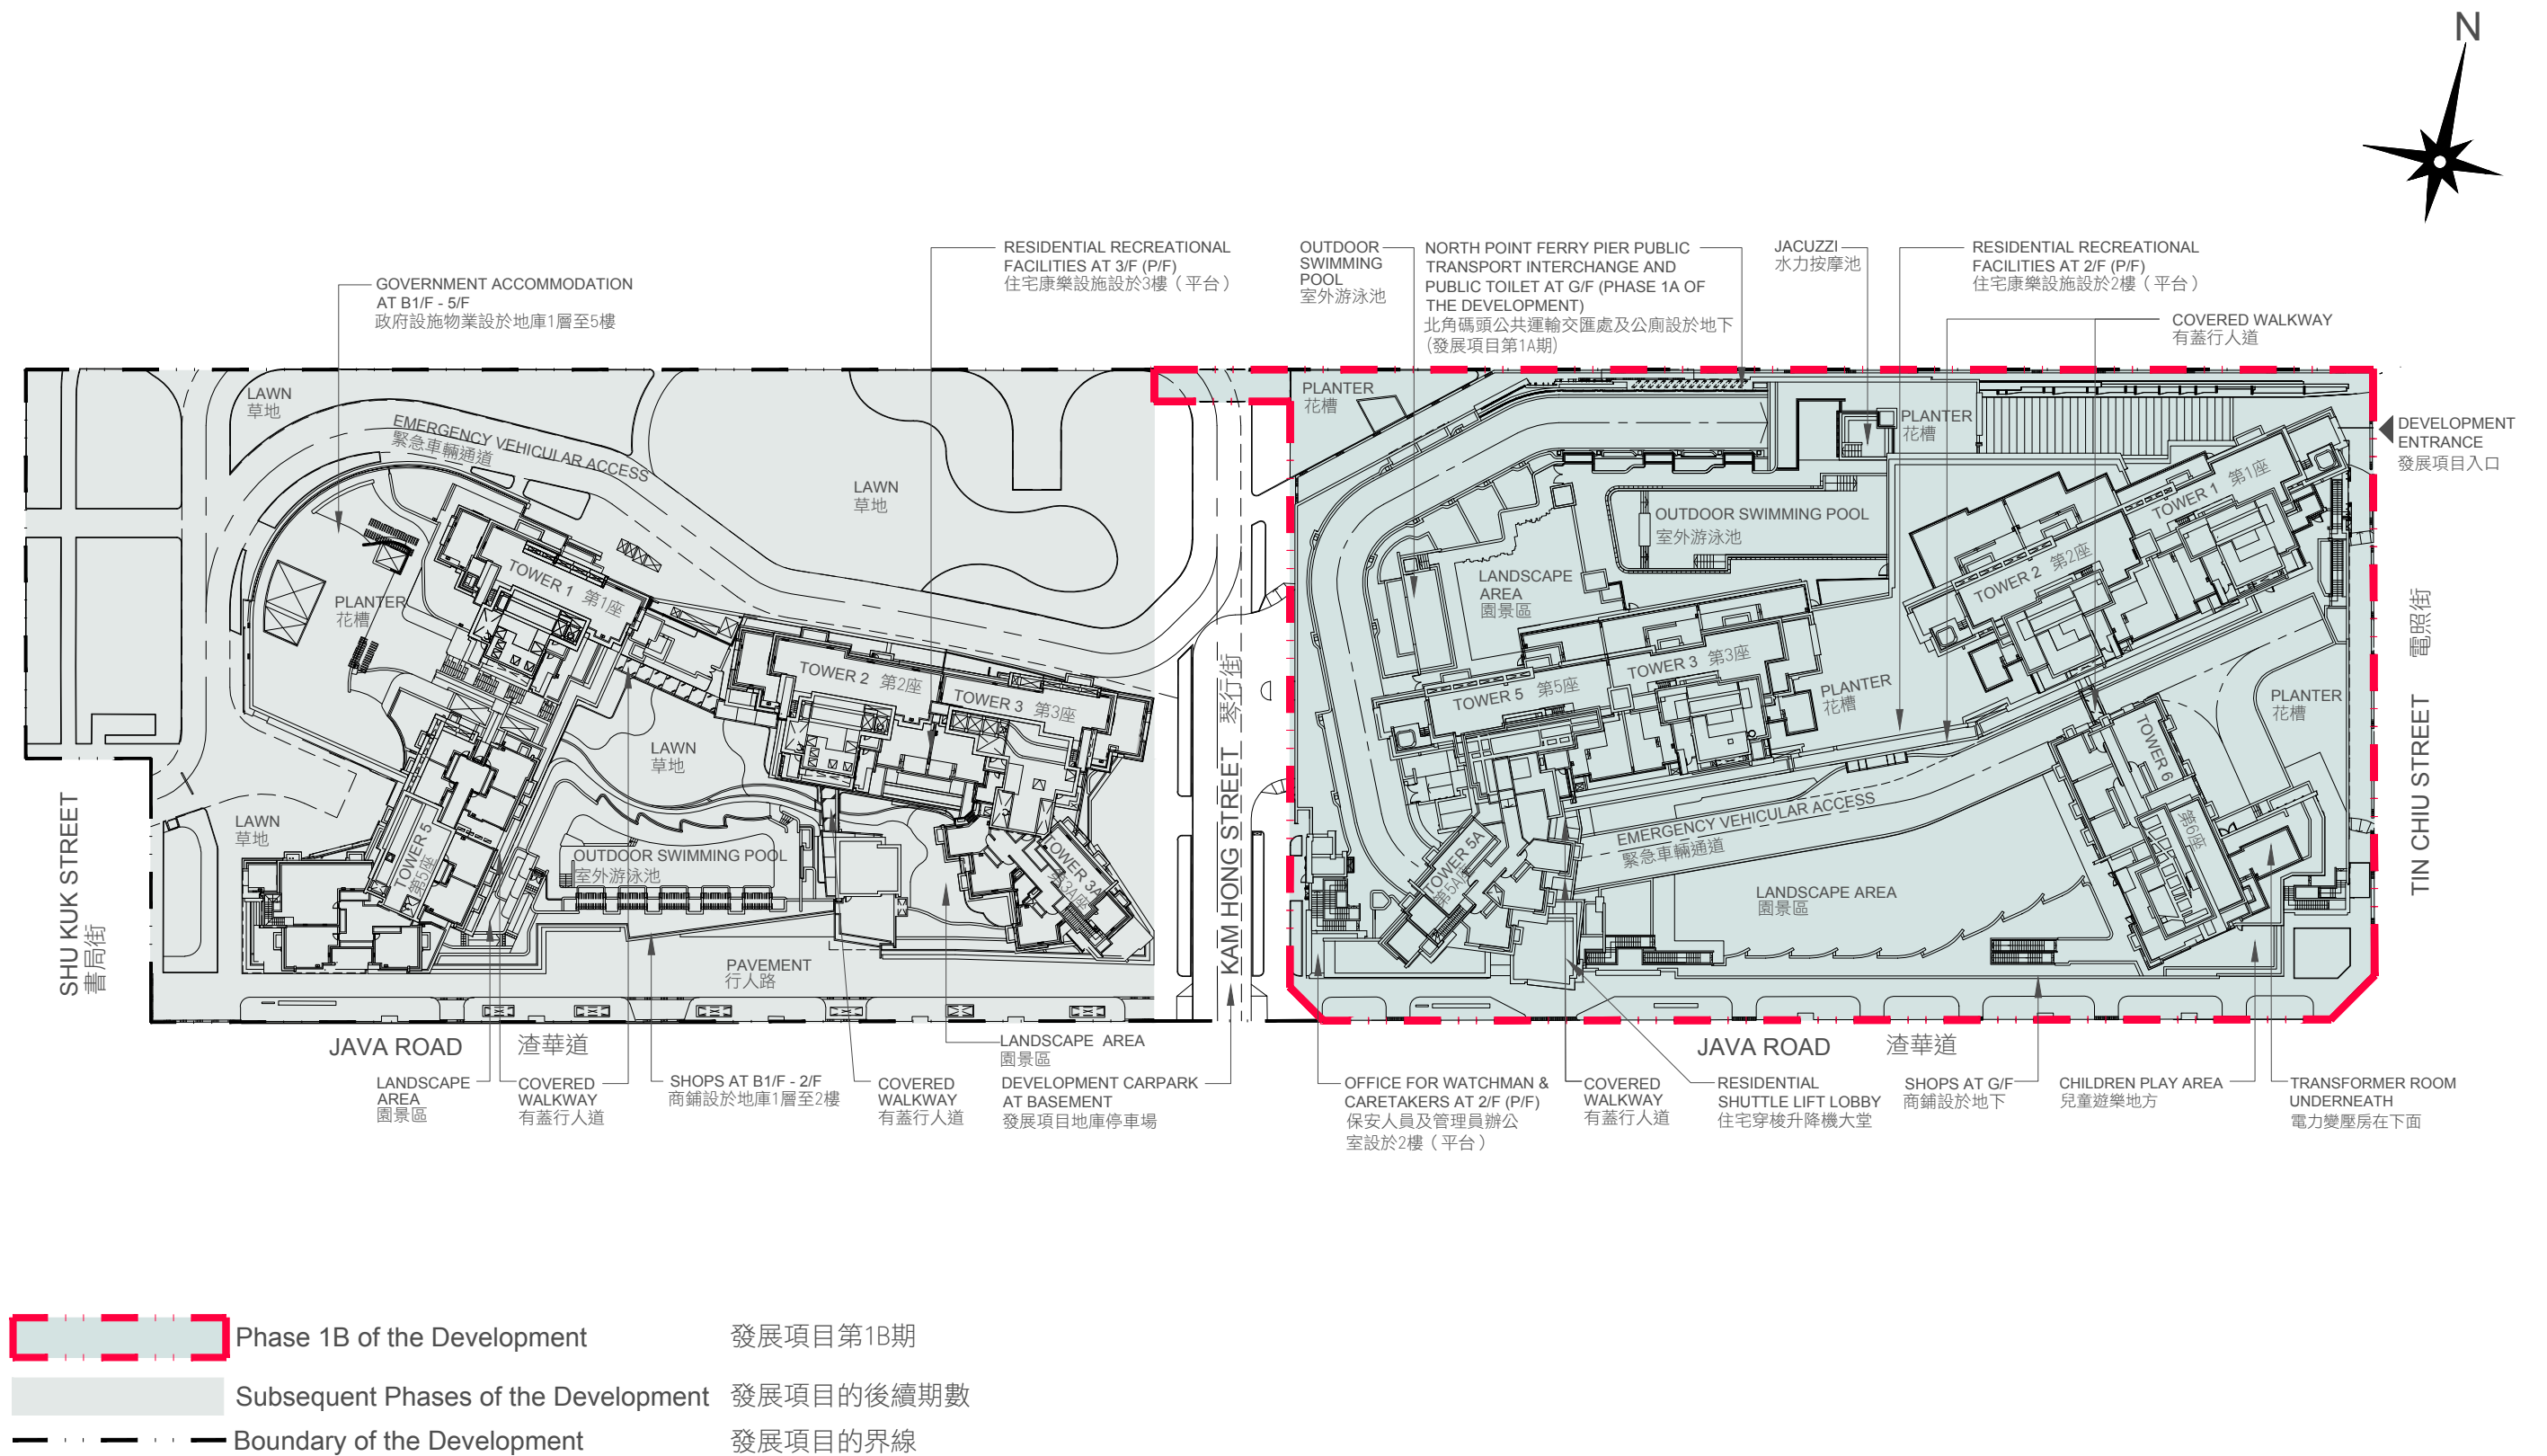 N
RESIDENTIAL RECREATIONAL
FACILITIES AT 3/F (P/F)
住宅康樂設施設於3樓（平台）
OUTDOOR
SWIMMING
POOL
室外游泳池
NORTH POINT FERRY PIER PUBLIC
TRANSPORT INTERCHANGE AND
PUBLIC TOILET AT G/F (PHASE 1A OF
THE DEVELOPMENT)
北角碼頭公共運輸交匯處及公廁設於地下
(發展項目第1A期)
JACUZZI
水力按摩池
RESIDENTIAL RECREATIONAL
FACILITIES AT 2/F (P/F)
住宅康樂設施設於2樓（平台）
GOVERNMENT ACCOMMODATION
AT B1/F - 5/F
政府設施物業設於地庫1層至5樓
COVERED WALKWAY
有蓋行人道
LAWN
草地
EMERGENCY VEHICULAR ACCESS
緊急車輛通道
LAWN
草地
PLANTER
花槽
PLANTER
花槽
DEVELOPMENT
ENTRANCE
發展項目入口
TOWER 1 第1座
OUTDOOR SWIMMING POOL
室外游泳池
TOWER 2 第2座
LANDSCAPE
AREA
園景區
PLANTER
花槽
TOWER 1 第1座
TOWER 2 第2座
TOWER 3 第3座
TOWER 3 第3座
TOWER 5 第5座
PLANTER
花槽
PLANTER
花槽
LAWN
草地
TOWER 6
第6座
LAWN
草地
TOWER 5
第5座
OUTDOOR SWIMMING POOL
室外游泳池
TOWER 3A
第3A座
TOWER 5A
第5A座
EMERGENCY VEHICULAR ACCESS
緊急車輛通道
LANDSCAPE AREA
園景區
PAVEMENT
行人路
SHU KUK STREET
書局街
KAM HONG STREET 琴行街
TIN CHIU STREET 電照街
JAVA ROAD 渣華道
JAVA ROAD 渣華道
LANDSCAPE AREA
園景區
LANDSCAPE
AREA
園景區
COVERED
WALKWAY
有蓋行人道
SHOPS AT B1/F - 2/F
商鋪設於地庫1層至2樓
COVERED
WALKWAY
有蓋行人道
DEVELOPMENT CARPARK
AT BASEMENT
發展項目地庫停車場
OFFICE FOR WATCHMAN &
CARETAKERS AT 2/F (P/F)
保安人員及管理員辦公
室設於2樓（平台）
COVERED
WALKWAY
有蓋行人道
RESIDENTIAL
SHUTTLE LIFT LOBBY
住宅穿梭升降機大堂
SHOPS AT G/F
商鋪設於地下
CHILDREN PLAY AREA
兒童遊樂地方
TRANSFORMER ROOM
UNDERNEATH
電力變壓房在下面
Phase 1B of the Development 發展項目第1B期
Subsequent Phases of the Development 發展項目的後續期數
Boundary of the Development 發展項目的界線